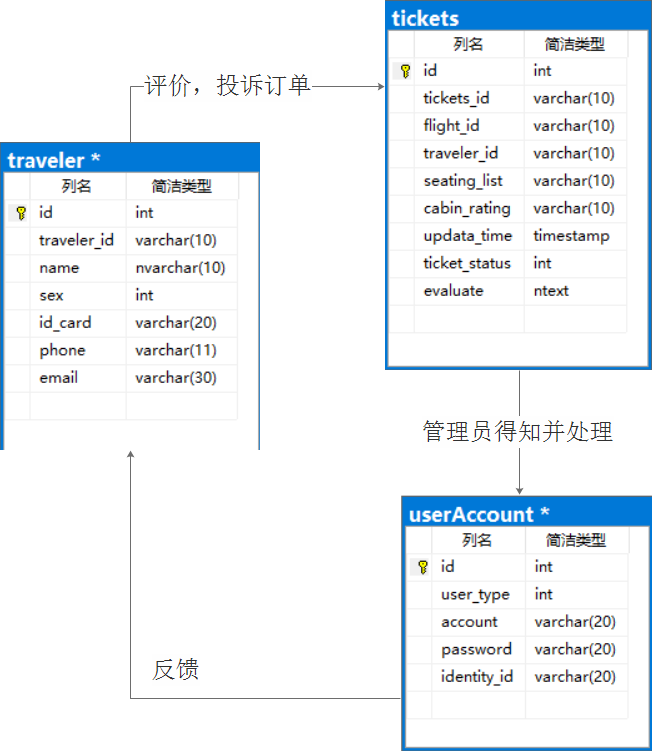 tickets
列名 简洁类型
id int
tickets_id varchar(10)
flight_id varchar(10)
traveler_id varchar(10)
seating_list varchar(10)
cabin_rating varchar(10)
updata_time timestamp
ticket_status int
evaluate ntext
评价，投诉订单
traveler *
列名 简洁类型
id int
traveler_id varchar(10)
name nvarchar(10)
sex int
id_card varchar(20)
phone varchar(11)
email varchar(30)
管理员得知并处理
userAccount *
列名 简洁类型
id int
user_type int
account varchar(20)
password varchar(20)
identity_id varchar(20)
反馈